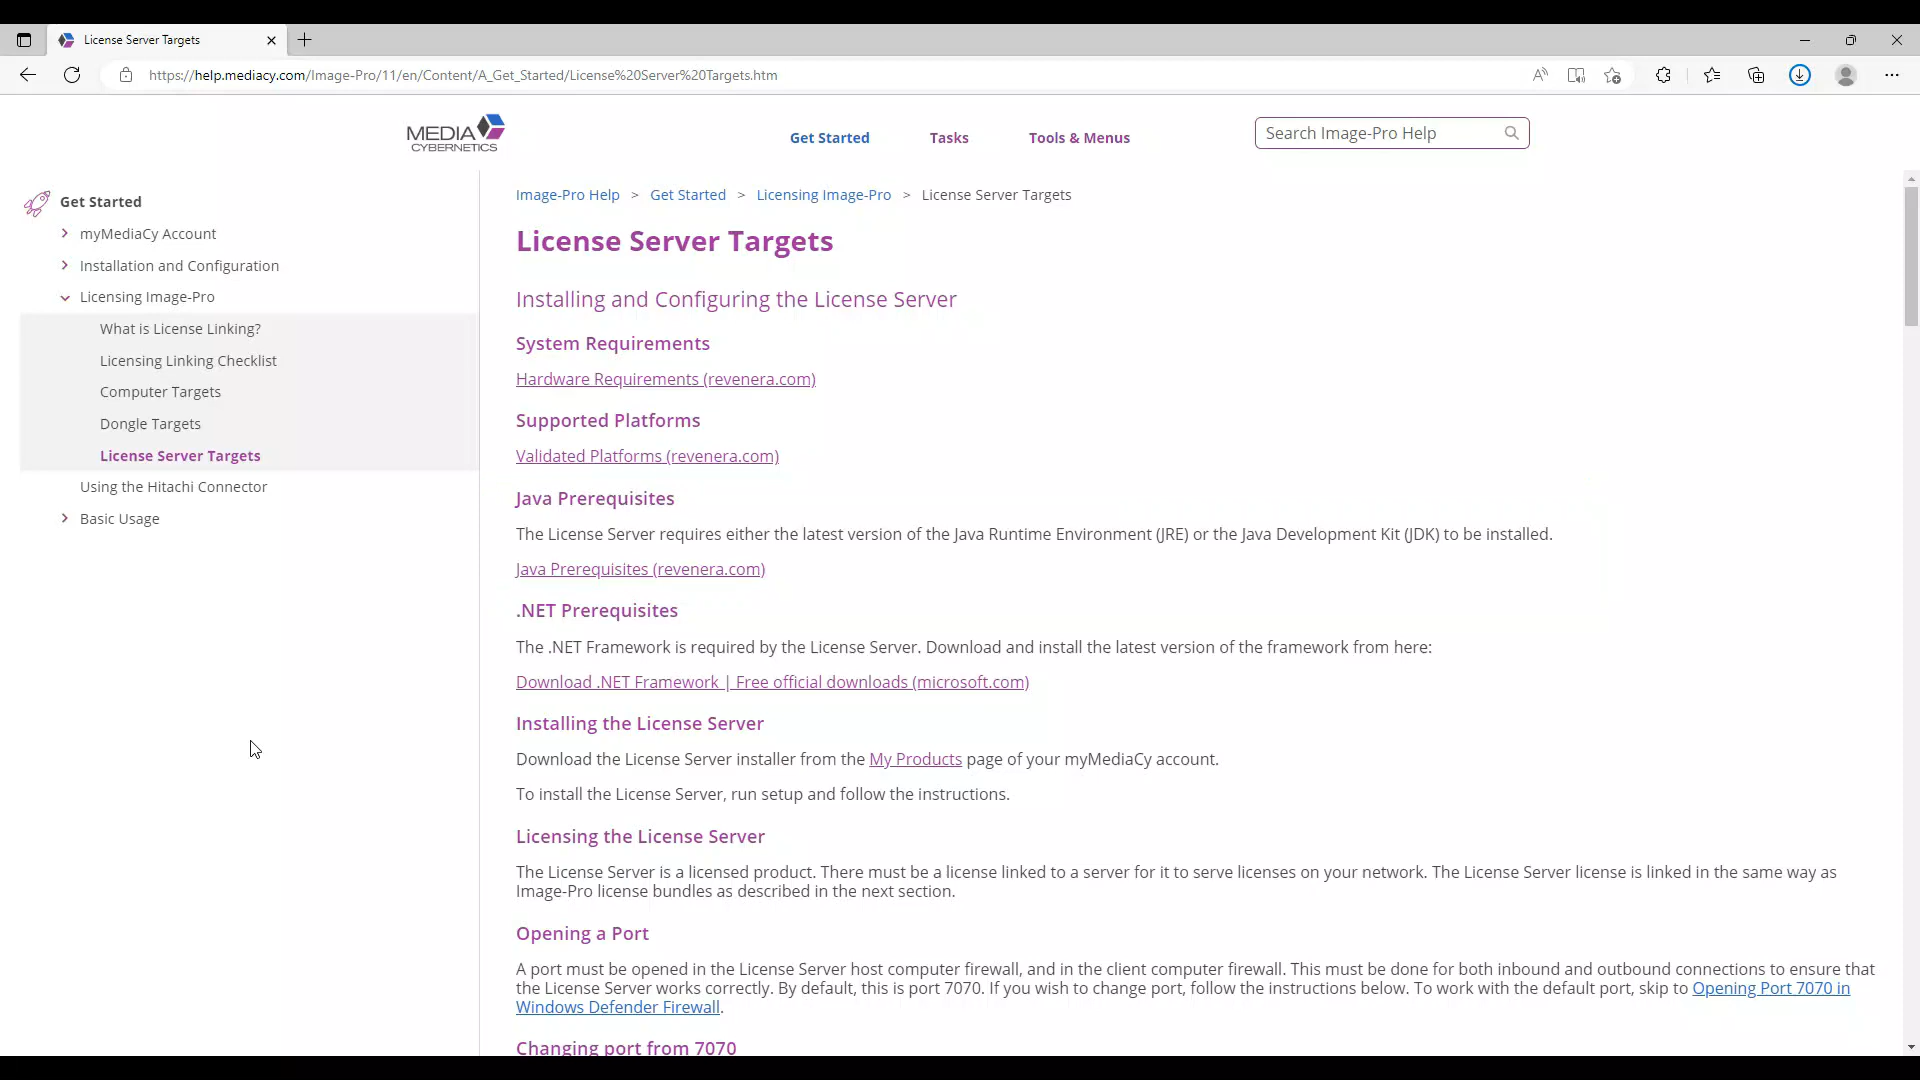 License Server Targets
https://help.mediacy.com/Image-Pro/11/en/Content/A_Get_Started/License%20Server%20Targets.htm
MEDIA
CYBERNETICS
Get Started
Tasks
Tools & Menus
Search Image-Pro Help
Get Started
myMediaCy Account
Installation and Configuration
Licensing Image-Pro
What is License Linking?
Licensing Linking Checklist
Computer Targets
Dongle Targets
License Server Targets
Using the Hitachi Connector
Basic Usage
Image-Pro Help > Get Started > Licensing Image-Pro > License Server Targets
License Server Targets
Installing and Configuring the License Server
System Requirements
Hardware Requirements (revenera.com)
Supported Platforms
Validated Platforms (revenera.com)
Java Prerequisites
The License Server requires either the latest version of the Java Runtime Environment (JRE) or the Java Development Kit (JDK) to be installed.
Java Prerequisites (revenera.com)
.NET Prerequisites
The .NET Framework is required by the License Server. Download and install the latest version of the framework from here:
Download .NET Framework | Free official downloads (microsoft.com)
Installing the License Server
Download the License Server installer from the My Products page of your myMediaCy account.
To install the License Server, run setup and follow the instructions.
Licensing the License Server
The License Server is a licensed product. There must be a license linked to a server for it to serve licenses on your network. The License Server license is linked in the same way as
Image-Pro license bundles as described in the next section.
Opening a Port
A port must be opened in the License Server host computer firewall, and in the client computer firewall. This must be done for both inbound and outbound connections to ensure that
the License Server works correctly. By default, this is port 7070. If you wish to change port, follow the instructions below. To work with the default port, skip to Opening Port 7070 in
Windows Defender Firewall.
Changing port from 7070